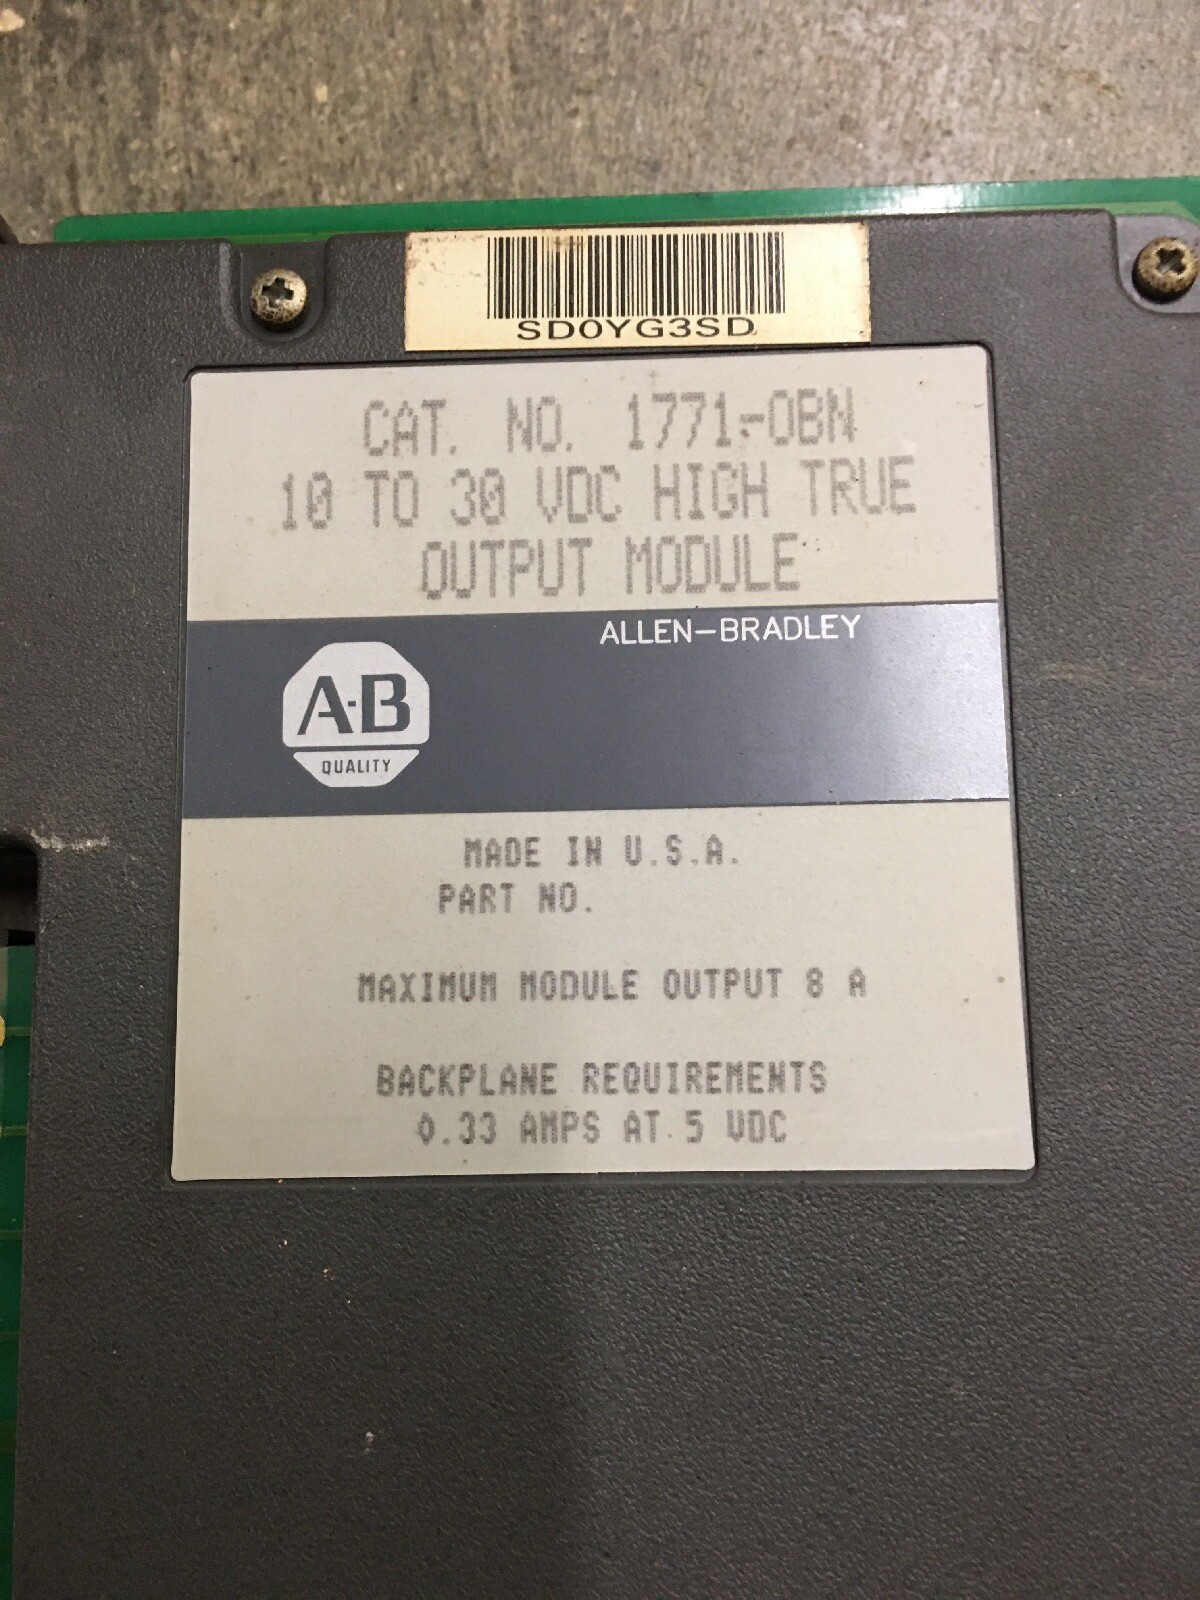 SD0YG3SD
CAT. NO. 1771-OBN
10 TO 30 VDC HIGH TRUE
OUTPUT MODULE
ALLEN-BRADLEY
A-B
QUALITY
MADE IN U.S.A.
PART NO.
MAXIMUM MODULE OUTPUT 8 A
BACKPLANE REQUIREMENTS
0.33 AMPS AT 5 VDC